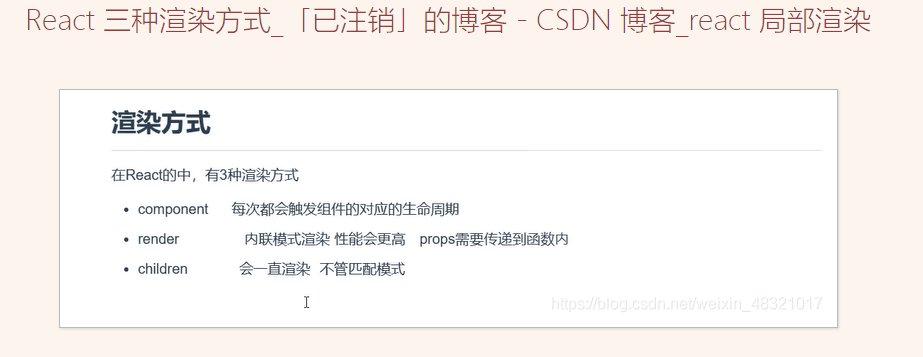 React 三种渲染方式_「已注销」的博客 - CSDN 博客_react 局部渲染
渲染方式
在React的中，有3种渲染方式
• component 每次都会触发组件的对应的生命周期
• render 内联模式渲染 性能会更高 props需要传递到函数内
• children 会一直渲染 不管匹配模式
https://blog.csdn.net/weixin_48321017